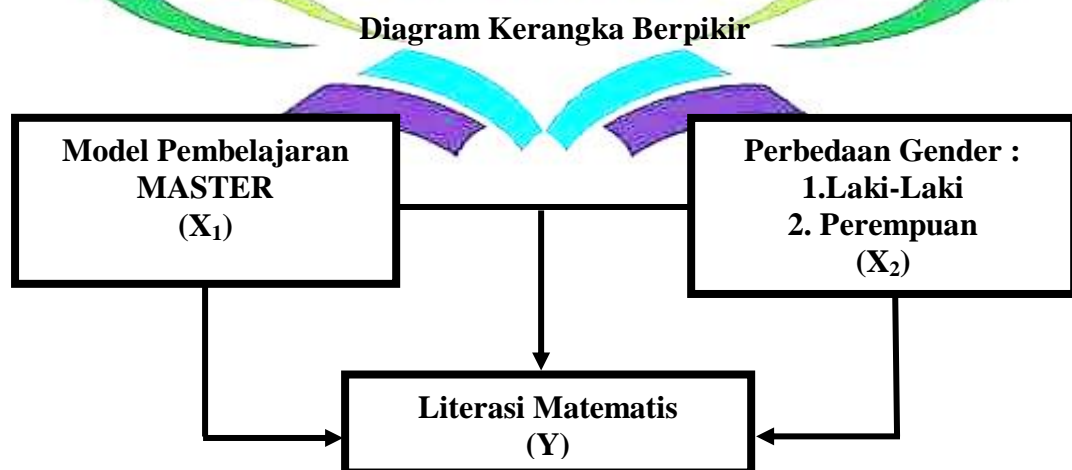 Diagram Kerangka Berpikir
Model Pembelajaran
MASTER
(X₁)
Perbedaan Gender :
1.Laki-Laki
2. Perempuan
(X₂)
Literasi Matematis
(Y)